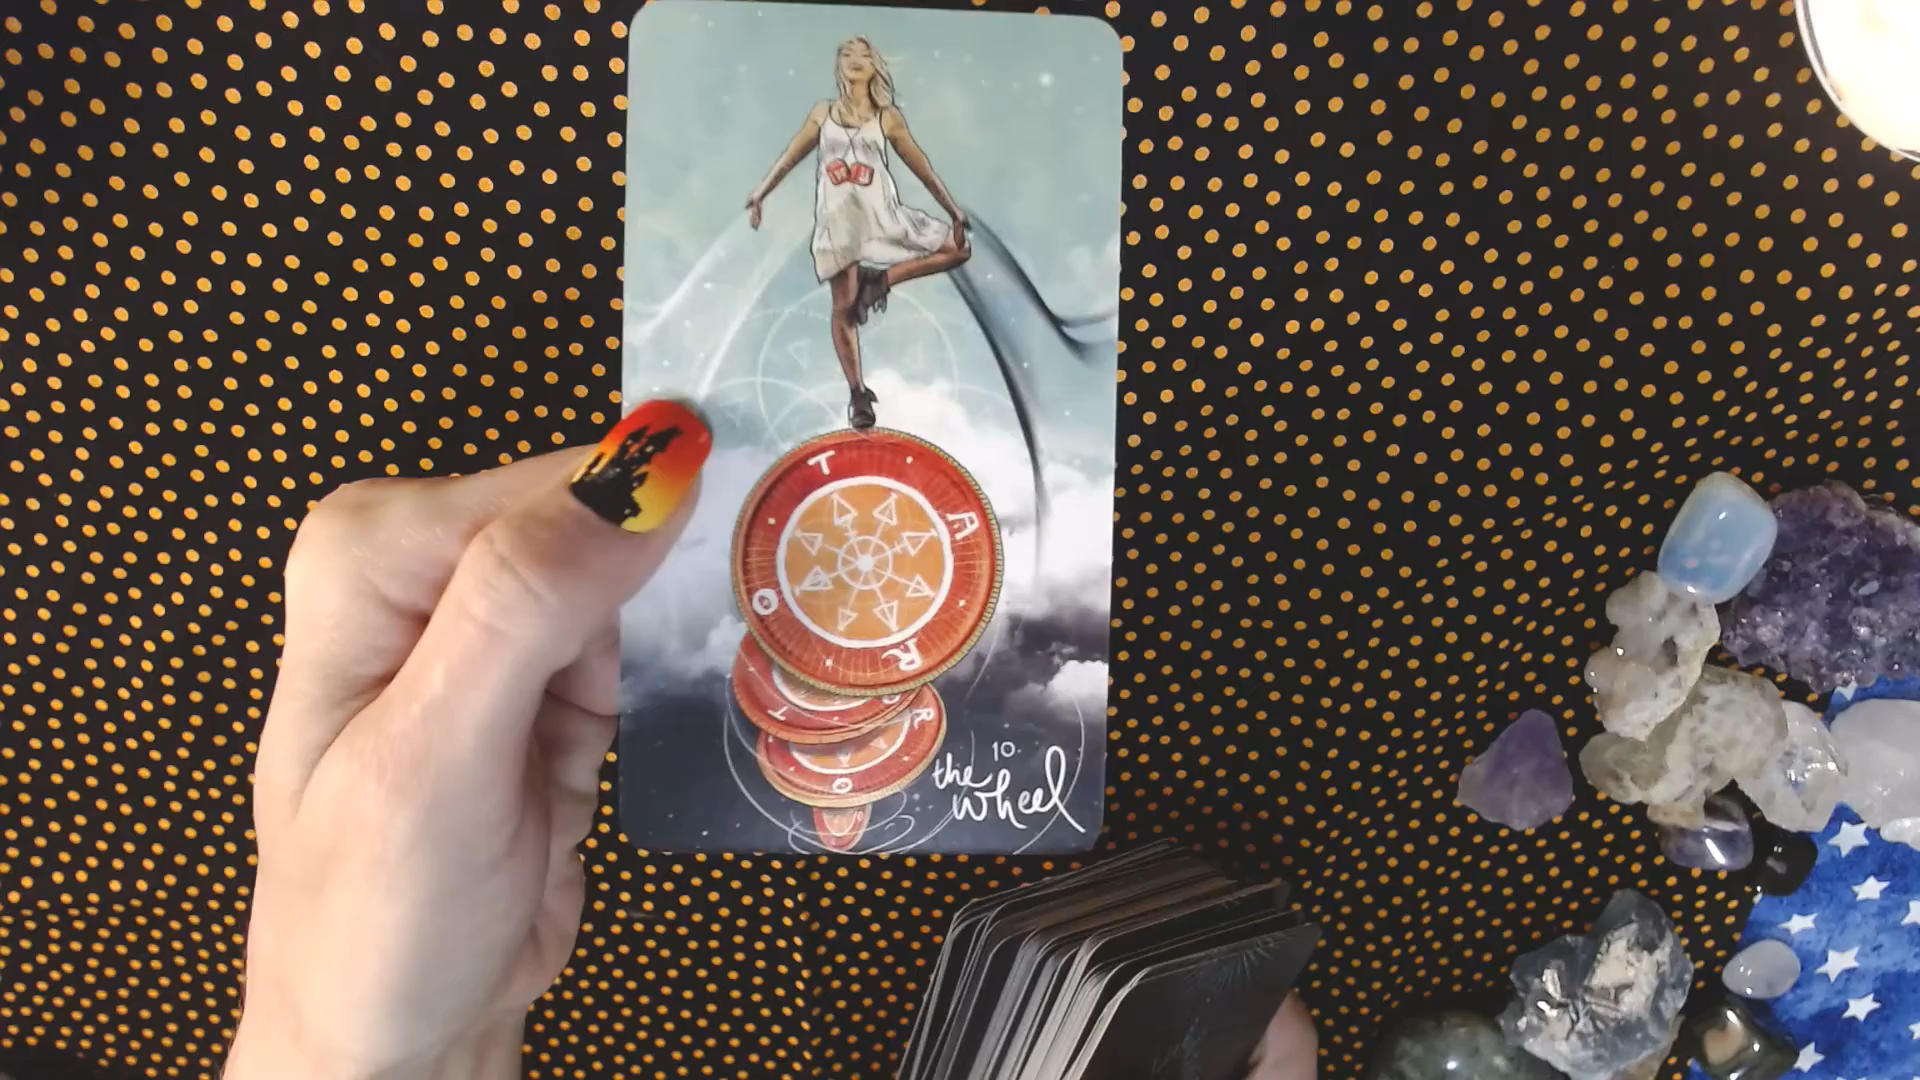 T A R O
T O R
A O
10.
the
wheel